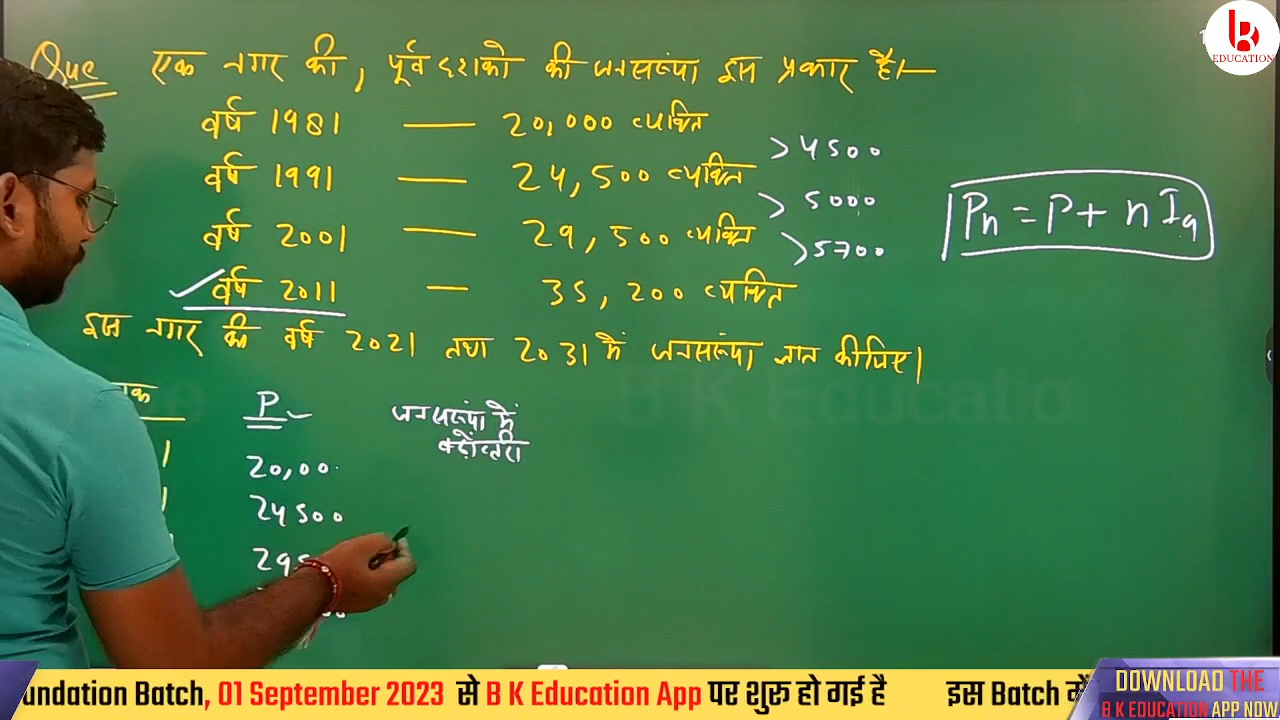 Que एक नगर की, पूर्व दशको की जनसंख्या इस प्रकार है।—
वर्ष 1981 — 20,000 व्यक्ति
>4500
वर्ष 1991 — 24,500 व्यक्ति
>5000
वर्ष 2001 — 29,500 व्यक्ति
>5700
वर्ष 2011 — 35,200 व्यक्ति
Pn = P + n Ia
इस नगर की वर्ष 2021 तथा 2031 में जनसंख्या ज्ञात कीजिए।
P
20,00
24500
जनसंख्या में
बढ़ोत्तरी
B K Educatio
K
EDUCATION
undation Batch, 01 September 2023 से B K Education App पर शुरू हो गई है इस Batch में
DOWNLOAD THE
B K EDUCATION APP NOW